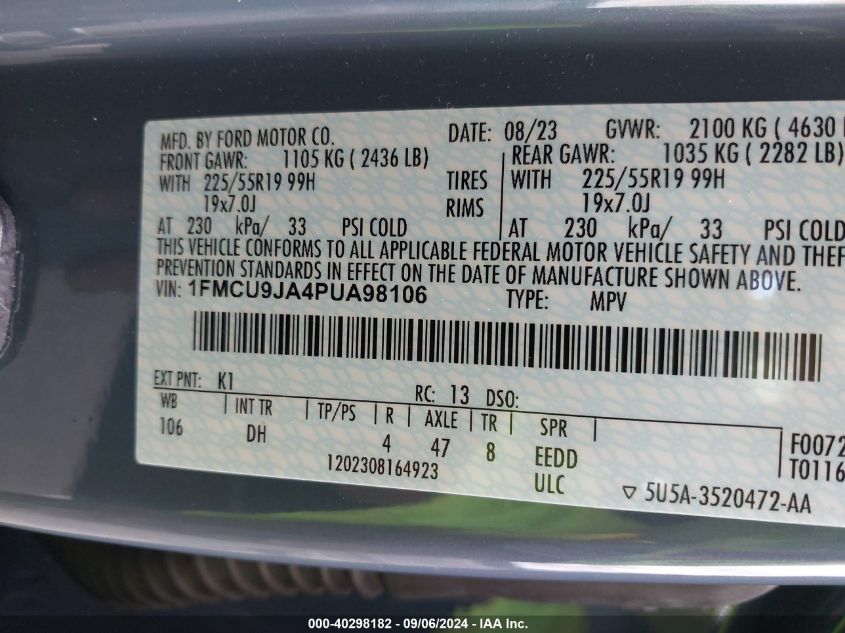 MFD. BY FORD MOTOR CO. DATE: 08/23 GVWR: 2100 KG ( 4630
FRONT GAWR: 1105 KG ( 2436 LB) REAR GAWR: 1035 KG ( 2282 LB)
WITH 225/55R19 99H TIRES WITH 225/55R19 99H
19x7.0J RIMS 19x7.0J
AT 230 kPa/ 33 PSI COLD AT 230 kPa/ 33 PSI COLD
THIS VEHICLE CONFORMS TO ALL APPLICABLE FEDERAL MOTOR VEHICLE SAFETY AND THEF
PREVENTION STANDARDS IN EFFECT ON THE DATE OF MANUFACTURE SHOWN ABOVE.
VIN: 1FMCU9JA4PUA98106 TYPE: MPV
EXT PNT: K1 RC: 13 DSO:
WB INT TR TP/PS R AXLE TR SPR
106 DH 4 47 8 EEDD
F0072
1202308164923 ULC T0116
▽ 5U5A-3520472-AA
000-40298182 - 09/06/2024 - IAA Inc.